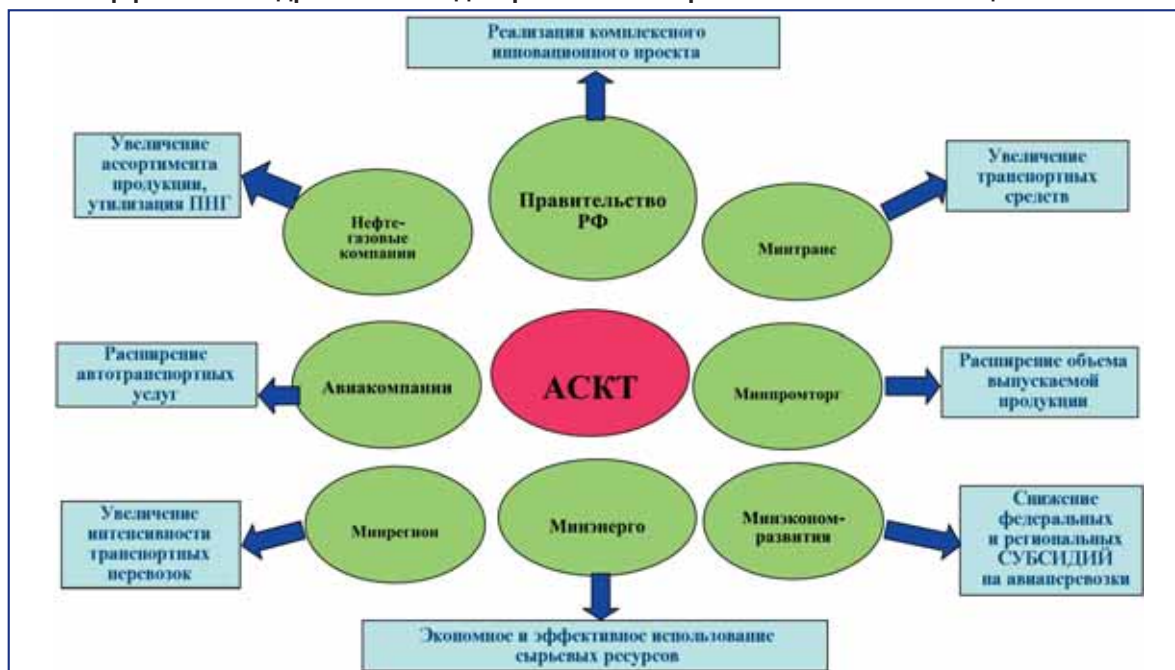 Реализация комплексного
инновационного проекта
Увеличение
ассортимента
продукции,
утилизация ПНГ
Нефте-
газовые
компании
Правительство
РФ
Минтранс
Увеличение
транспортных
средств
Расширение
автотранспортных
услуг
Авиакомпании
АСКТ
Минпромторг
Расширение объема
выпускаемой
продукции
Увеличение
интенсивности
транспортных
перевозок
Минрегион
Минэнерго
Минэконом-
развития
Снижение
федеральных
и региональных
СУБСИДИЙ
на авиаперевозки
Экономное и эффективное использование
сырьевых ресурсов